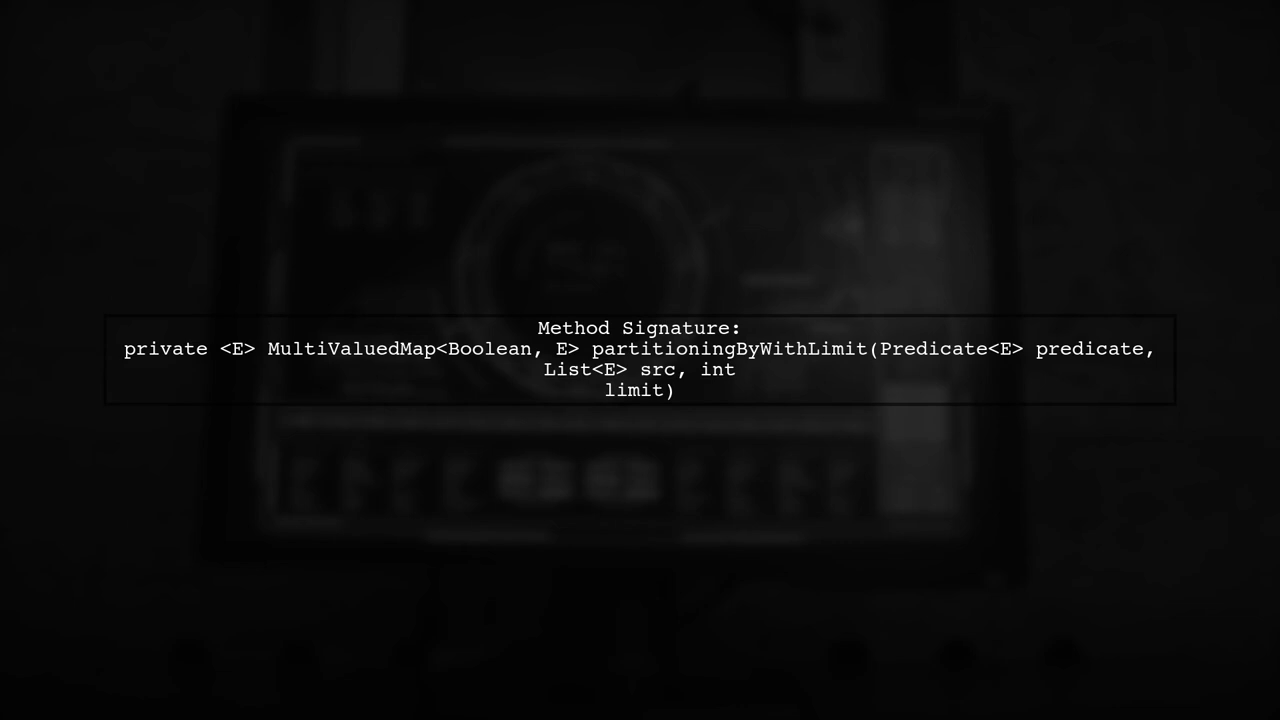 Method Signature:
private <E> MultiValuedMap<Boolean, E> partitioningByWithLimit(Predicate<E> predicate,
List<E> src, int
limit)